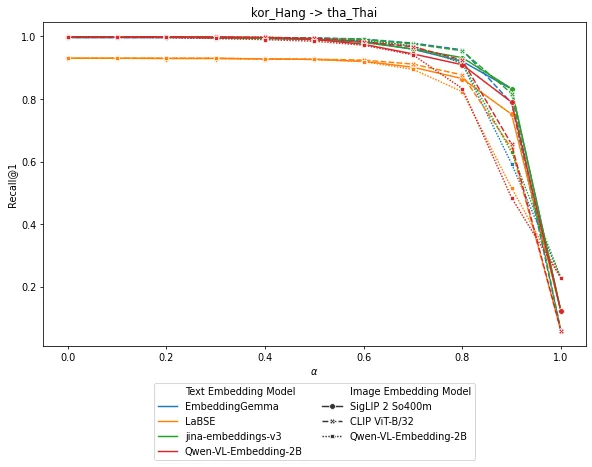 kor_Hang -> tha_Thai
Recall@1
1.0
0.8
0.6
0.4
0.2
0.0 0.2 0.4 0.6 0.8 1.0
α
Text Embedding Model Image Embedding Model
EmbeddingGemma SigLIP 2 So400m
LaBSE CLIP ViT-B/32
jina-embeddings-v3 Qwen-VL-Embedding-2B
Qwen-VL-Embedding-2B